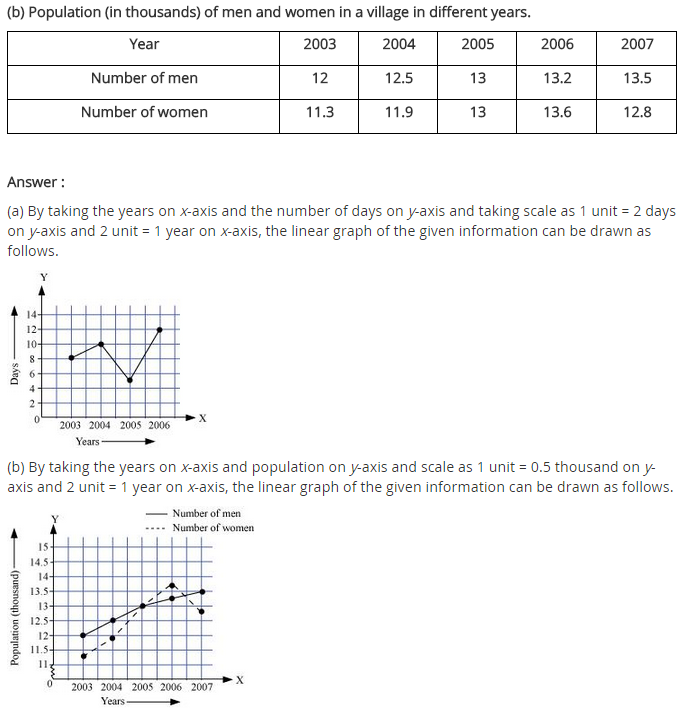 (b) Population (in thousands) of men and women in a village in different years.
Year 2003 2004 2005 2006 2007
Number of men 12 12.5 13 13.2 13.5
Number of women 11.3 11.9 13 13.6 12.8
Answer :
(a) By taking the years on x-axis and the number of days on y-axis and taking scale as 1 unit = 2 days
on y-axis and 2 unit = 1 year on x-axis, the linear graph of the given information can be drawn as
follows.
Y
14
12
10
8
6
4
2
0
Days
X
2003 2004 2005 2006
Years
(b) By taking the years on x-axis and population on y-axis and scale as 1 unit = 0.5 thousand on y-
axis and 2 unit = 1 year on x-axis, the linear graph of the given information can be drawn as follows.
Number of men
Number of women
Y
15
14.5
14
13.5
13
12.5
12
11.5
11
0
Population (thousand)
X
2003 2004 2005 2006 2007
Years